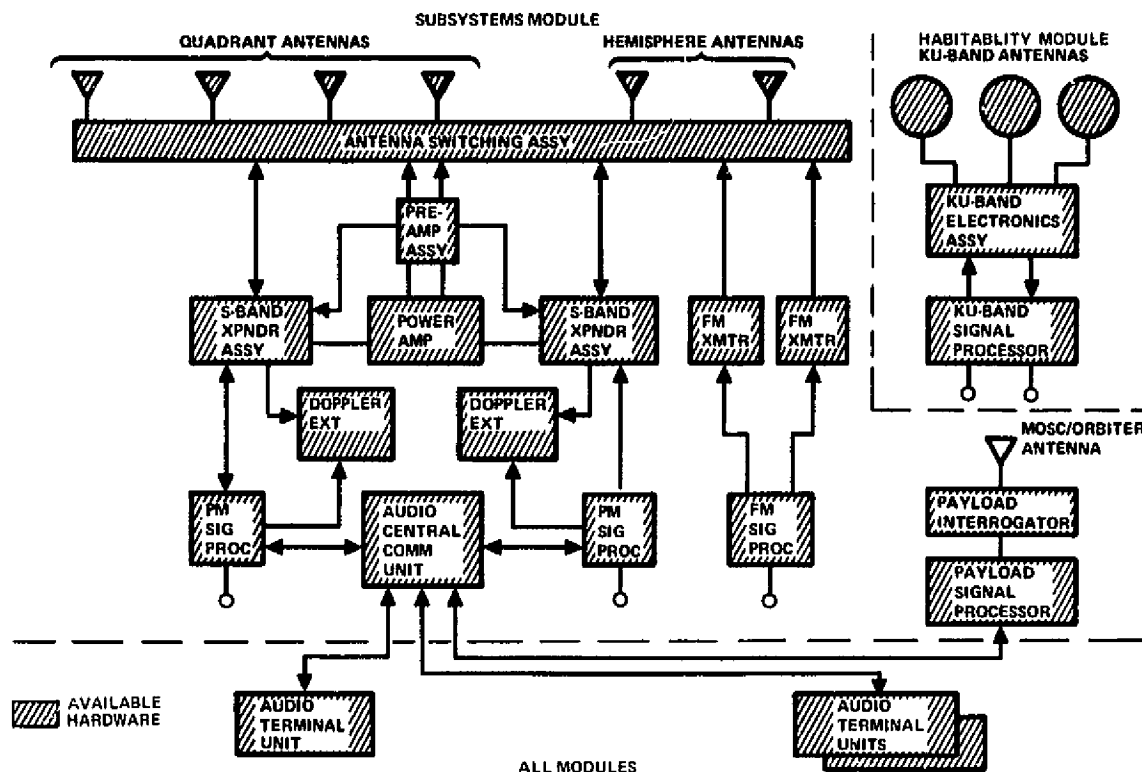 SUBSYSTEMS MODULE
QUADRANT ANTENNAS
HEMISPHERE ANTENNAS
HABITABLITY MODULE
KU-BAND ANTENNAS
ANTENNA SWITCHING ASSY
PRE-
AMP
ASSY
KU-BAND
ELECTRONICS
ASSY
S-BAND
XPNDR
ASSY
POWER
AMP
S-BAND
XPNDR
ASSY
FM
XMTR
FM
XMTR
KU-BAND
SIGNAL
PROCESSOR
DOPPLER
EXT
DOPPLER
EXT
MOSC/ORBITER
ANTENNA
PM
SIG
PROC
AUDIO
CENTRAL
COMM
UNIT
PM
SIG
PROC
FM
SIG
PROC
PAYLOAD
INTERROGATOR
PAYLOAD
SIGNAL
PROCESSOR
AVAILABLE
HARDWARE
AUDIO
TERMINAL
UNIT
AUDIO
TERMINAL
UNITS
ALL MODULES